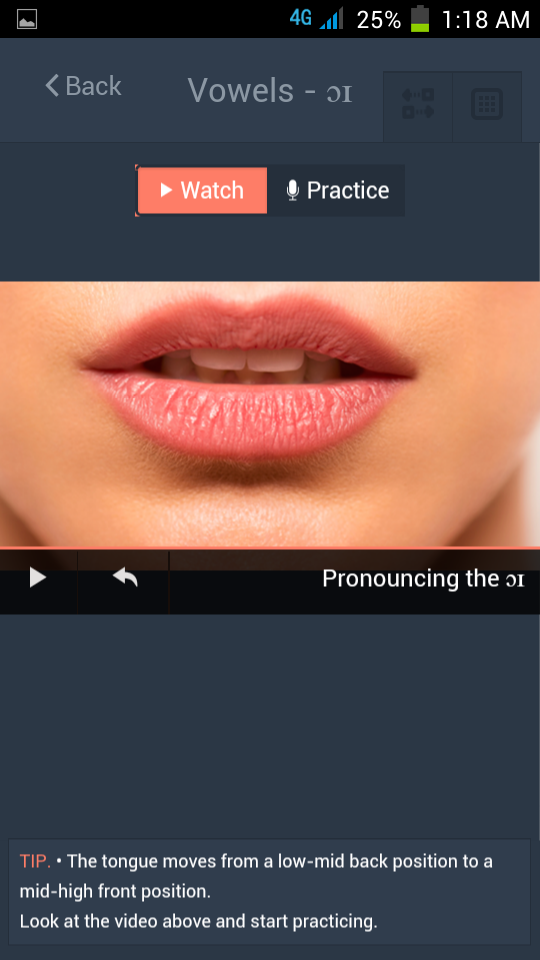 4G 25% 1:18 AM
Back Vowels - ɔɪ
Watch Practice
Pronouncing the ɔɪ
TIP. • The tongue moves from a low-mid back position to a
mid-high front position.
Look at the video above and start practicing.